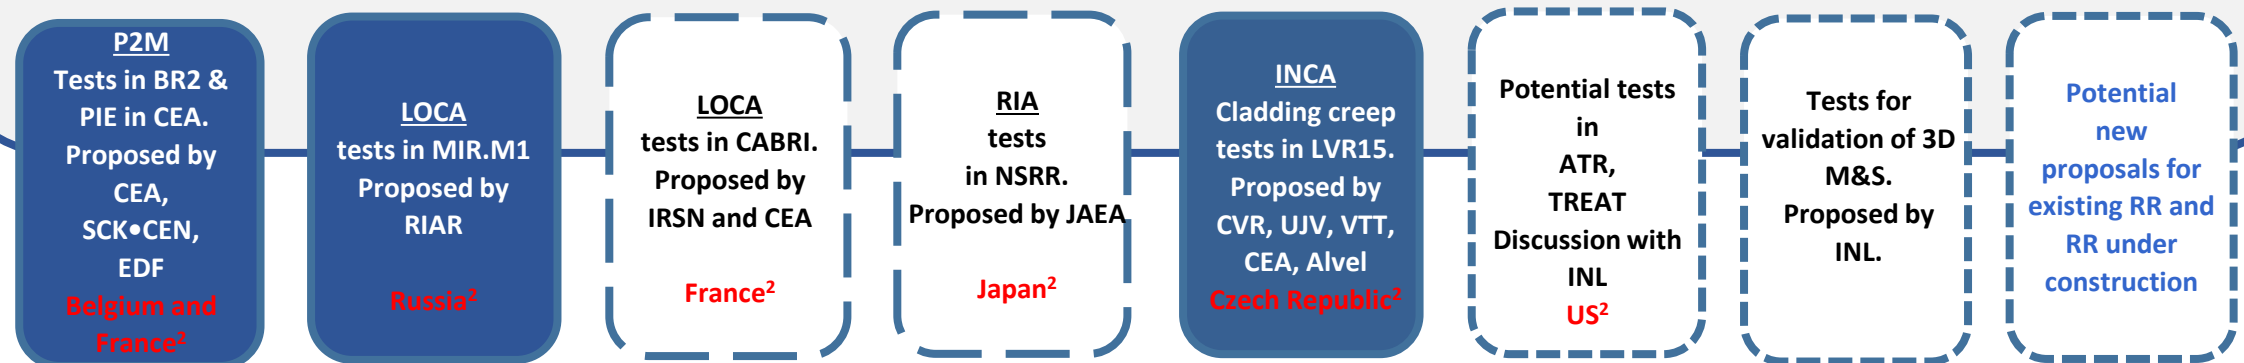 P2M
Tests in BR2 &
PIE in CEA.
Proposed by
CEA,
SCK•CEN,
EDF
Belgium and
France²
LOCA
tests in MIR.M1
Proposed by
RIAR
Russia²
LOCA
tests in CABRI.
Proposed by
IRSN and CEA
France²
RIA
tests
in NSRR.
Proposed by JAEA
Japan²
INCA
Cladding creep
tests in LVR15.
Proposed by
CVR, UJV, VTT,
CEA, Alvel
Czech Republic²
Potential tests
in
ATR,
TREAT
Discussion with
INL
US²
Tests for
validation of 3D
M&S.
Proposed by
INL.
Potential
new
proposals for
existing RR and
RR under
construction